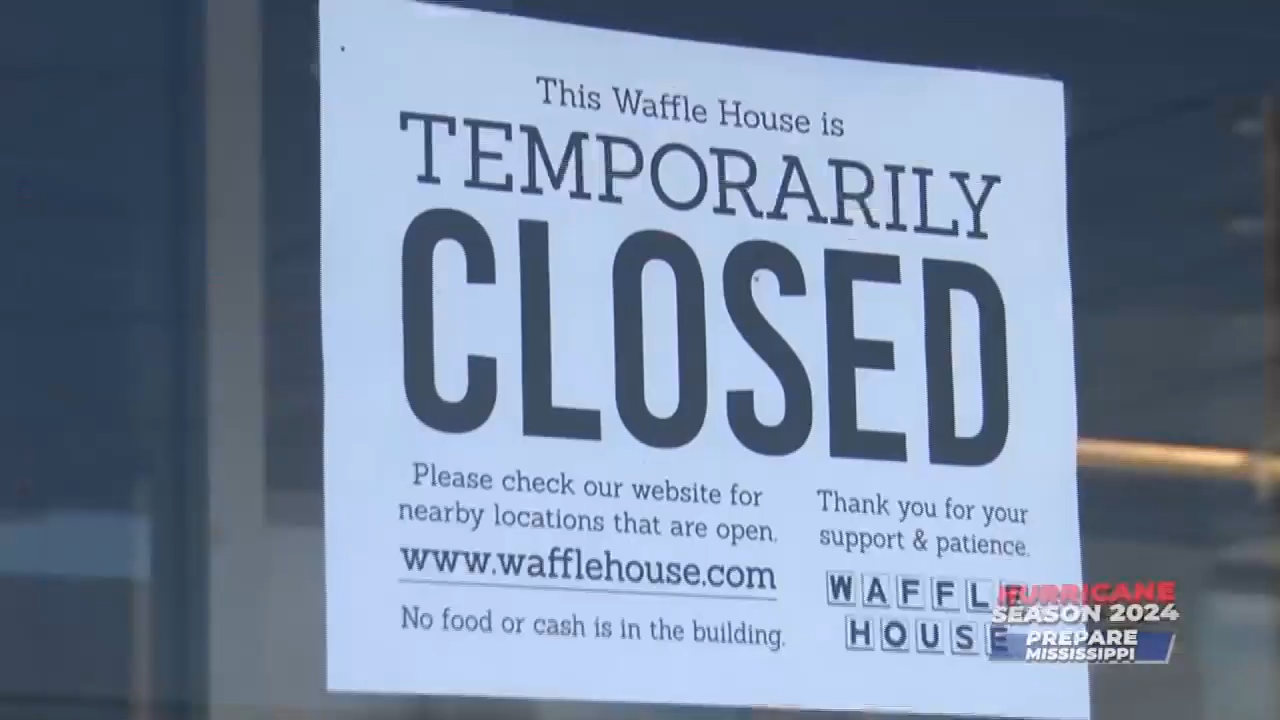 This Waffle House is
TEMPORARILY
CLOSED
Please check our website for
nearby locations that are open.
www.wafflehouse.com
No food or cash is in the building.
Thank you for your
support & patience.
WAFFLE
HOUSE
HURRICANE
SEASON 2024
PREPARE
MISSISSIPPI